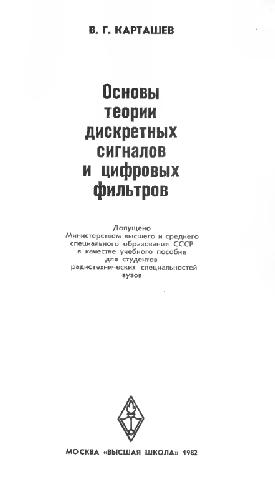 В. Г. КАРТАШЕВ
Основы
теории
дискретных
сигналов
и цифровых
фильтров
Допущено
Министерством высшего и среднего
специального образования СССР
в качестве учебного пособия
для студентов
радиотехнических специальностей
вузов
МОСКВА «ВЫСШАЯ ШКОЛА» 1982